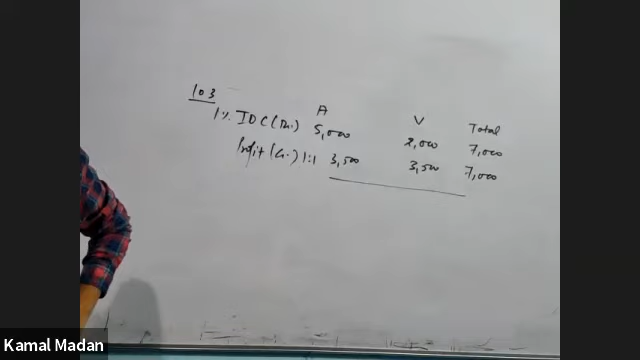 103
A V Total
1% IDC (Dr.) 5,000 2,000 7,000
Profit (Cr.) 1:1 3,500 3,500 7,000
Kamal Madan